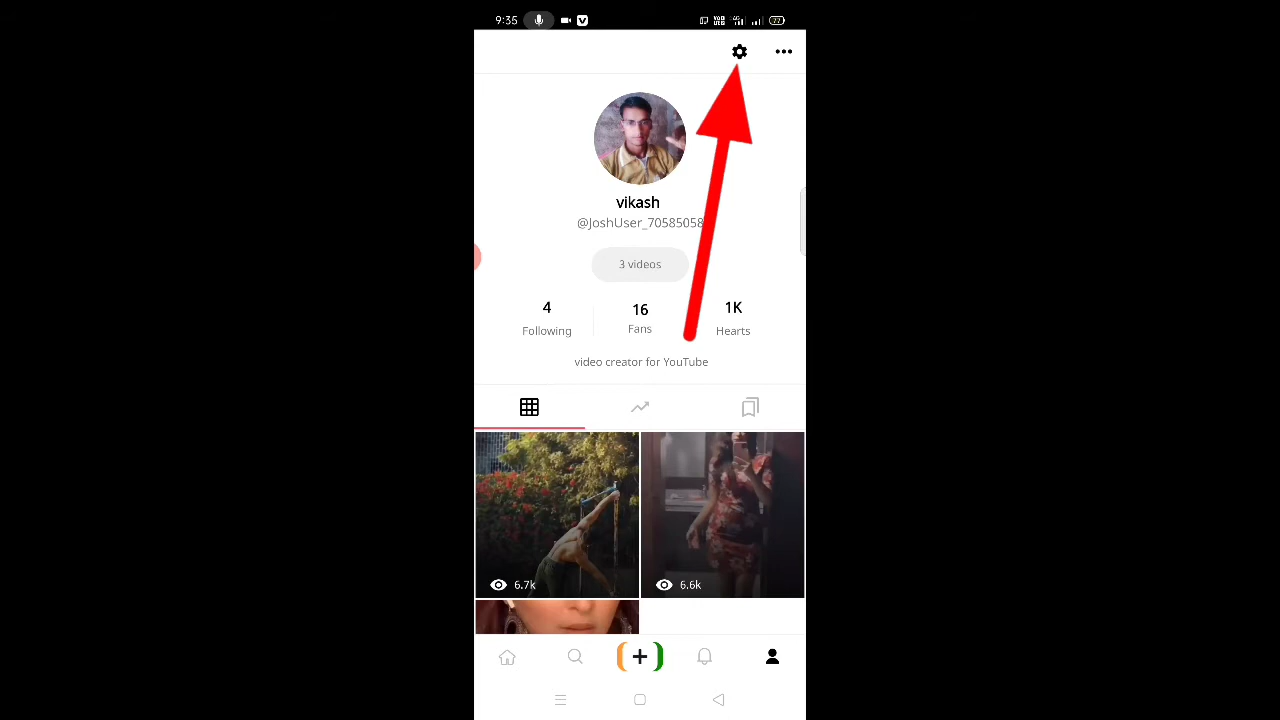 9:35
77
vikash
@JoshUser_70585058
3 videos
4
16
1K
Following
Fans
Hearts
video creator for YouTube
6.7k
6.6k